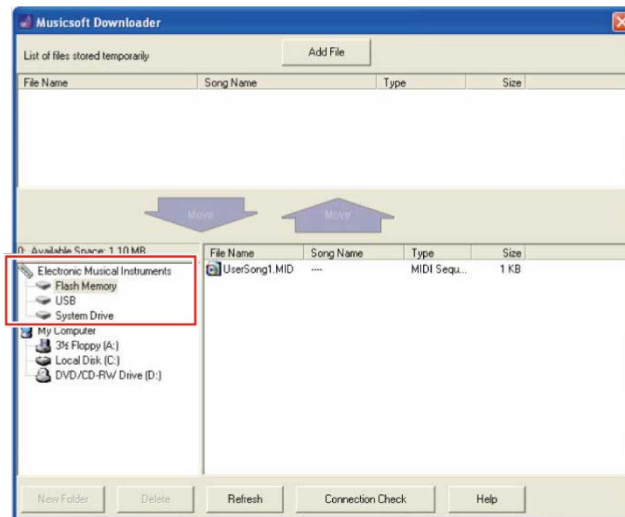 Musicsoft Downloader
List of files stored temporarily
Add File
File Name Song Name Type Size
Move Move
0: Available Space: 1.10 MB
Electronic Musical Instruments
Flash Memory
USB
System Drive
My Computer
3½ Floppy (A:)
Local Disk (C:)
DVD/CD-RW Drive (D:)
File Name Song Name Type Size
UserSong1.MID ---- MIDI Sequ... 1 KB
New Folder Delete Refresh Connection Check Help